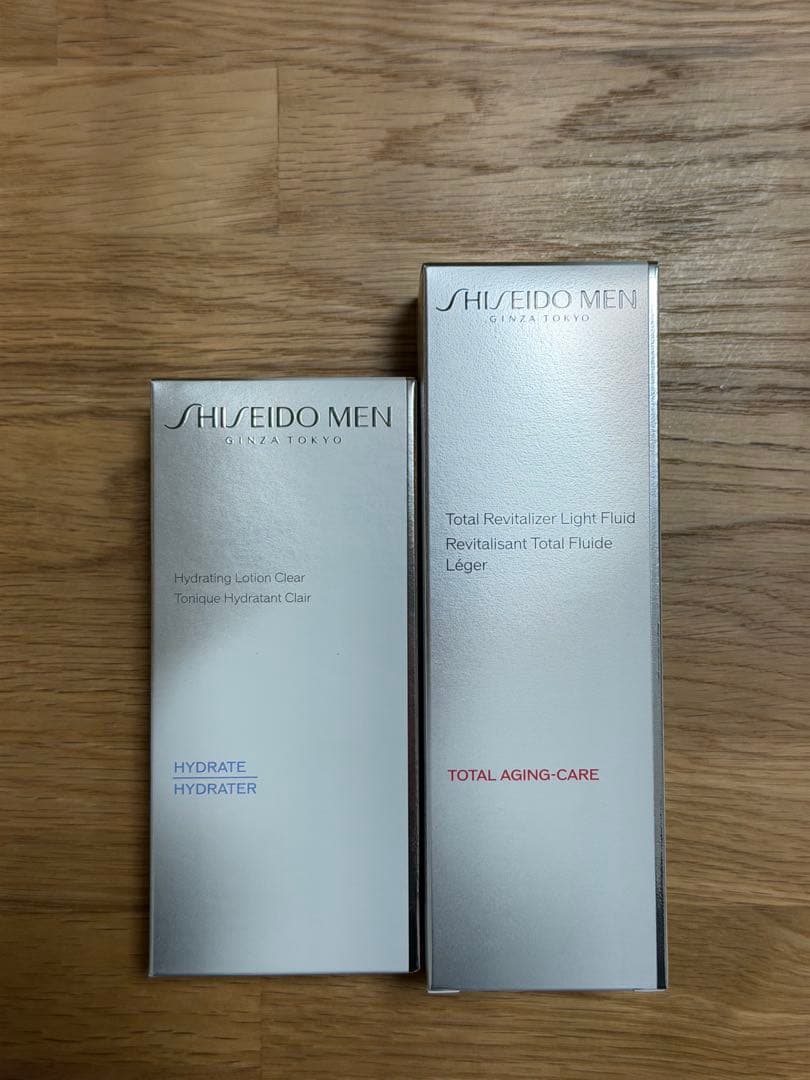 SHISEIDO MEN
GINZA TOKYO
Hydrating Lotion Clear
Tonique Hydratant Clair
HYDRATE
HYDRATER
SHISEIDO MEN
GINZA TOKYO
Total Revitalizer Light Fluid
Revitalisant Total Fluide
Léger
TOTAL AGING-CARE